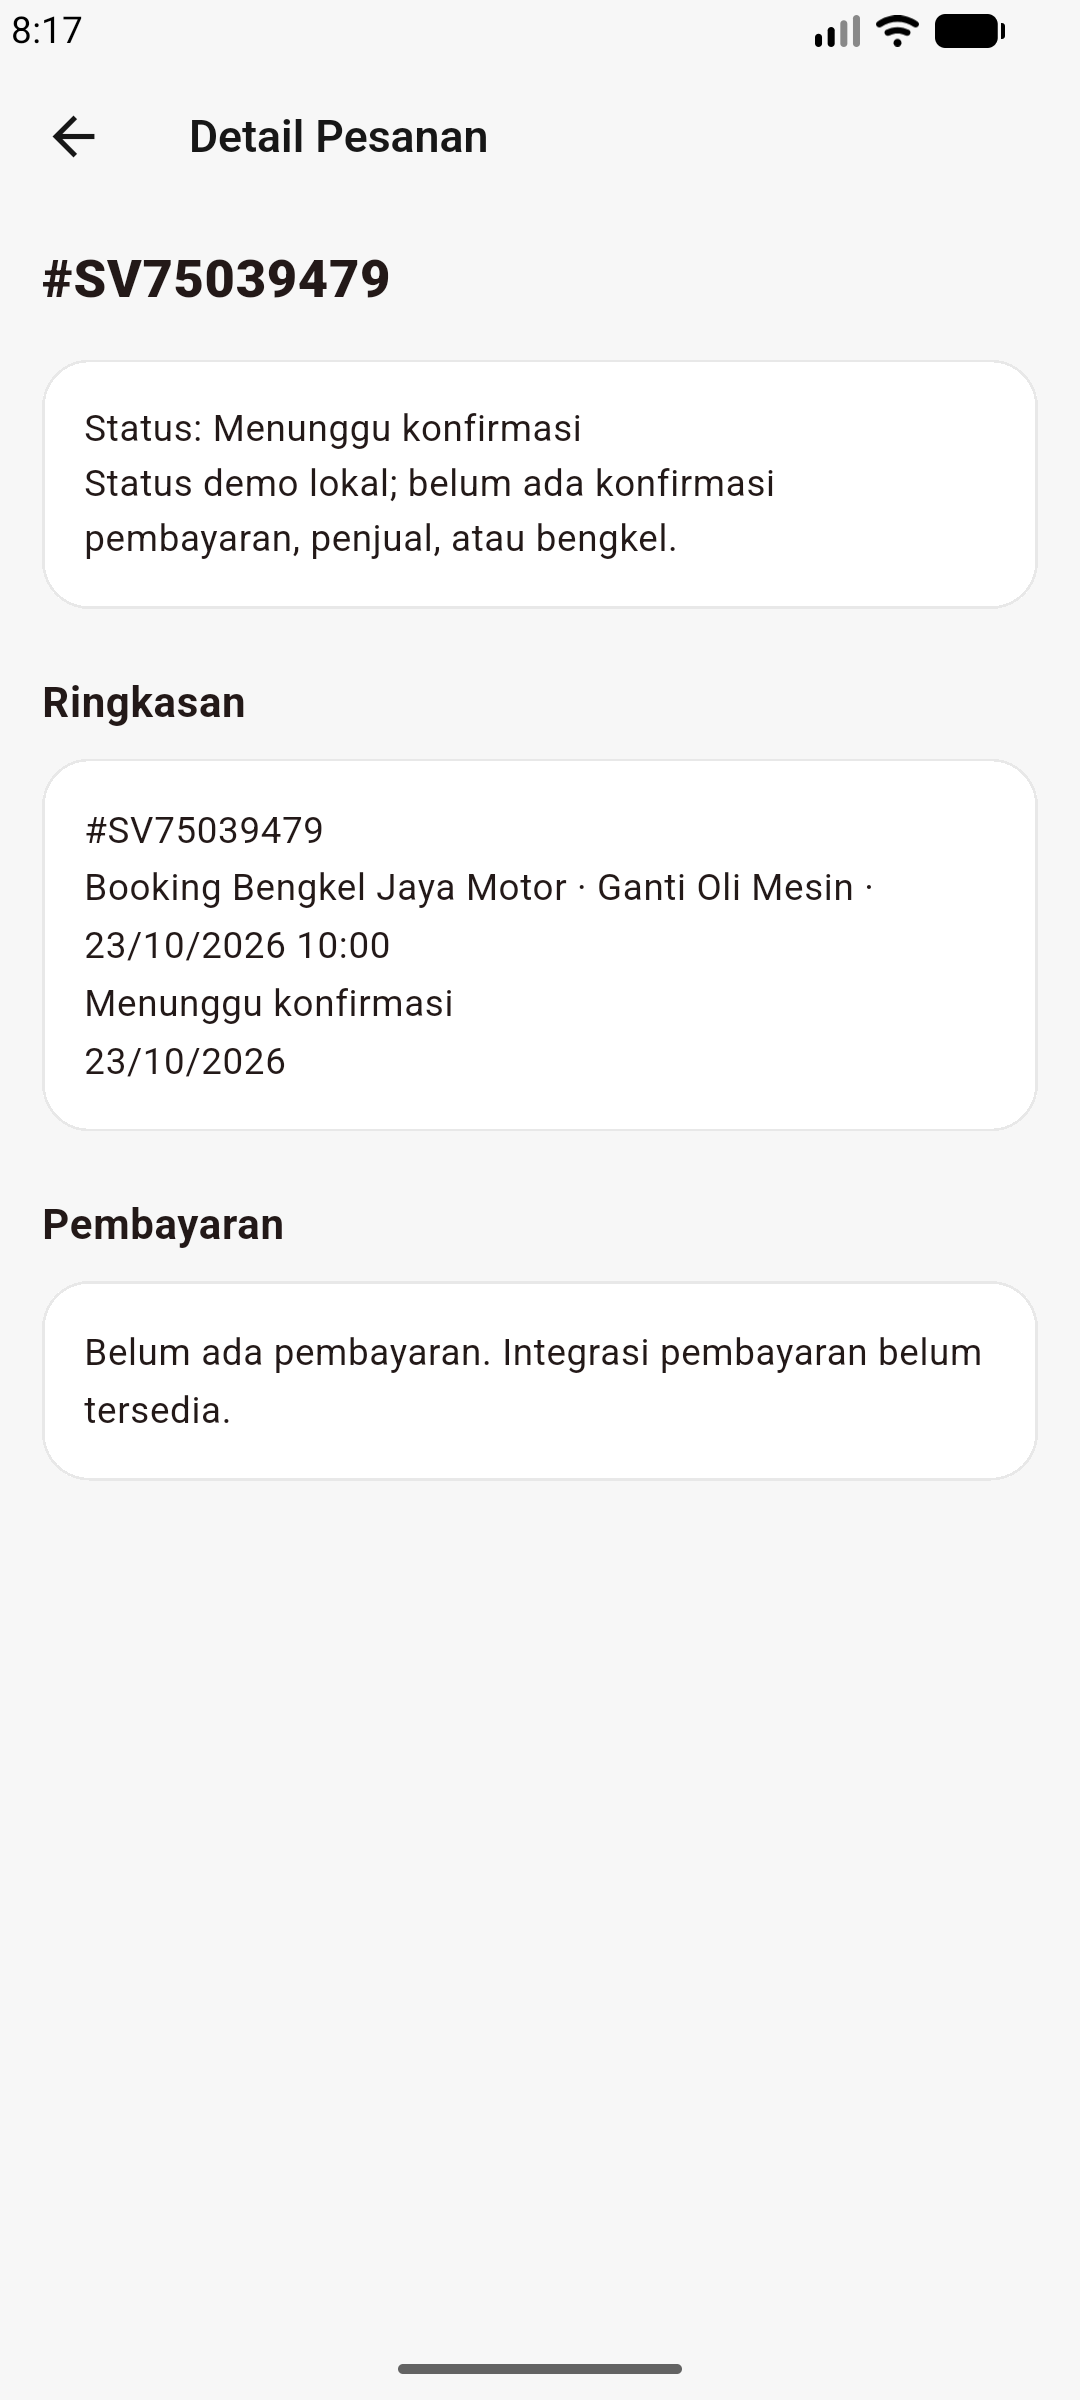 8:17
Detail Pesanan
#SV75039479
Status: Menunggu konfirmasi
Status demo lokal; belum ada konfirmasi
pembayaran, penjual, atau bengkel.
Ringkasan
#SV75039479
Booking Bengkel Jaya Motor · Ganti Oli Mesin ·
23/10/2026 10:00
Menunggu konfirmasi
23/10/2026
Pembayaran
Belum ada pembayaran. Integrasi pembayaran belum
tersedia.